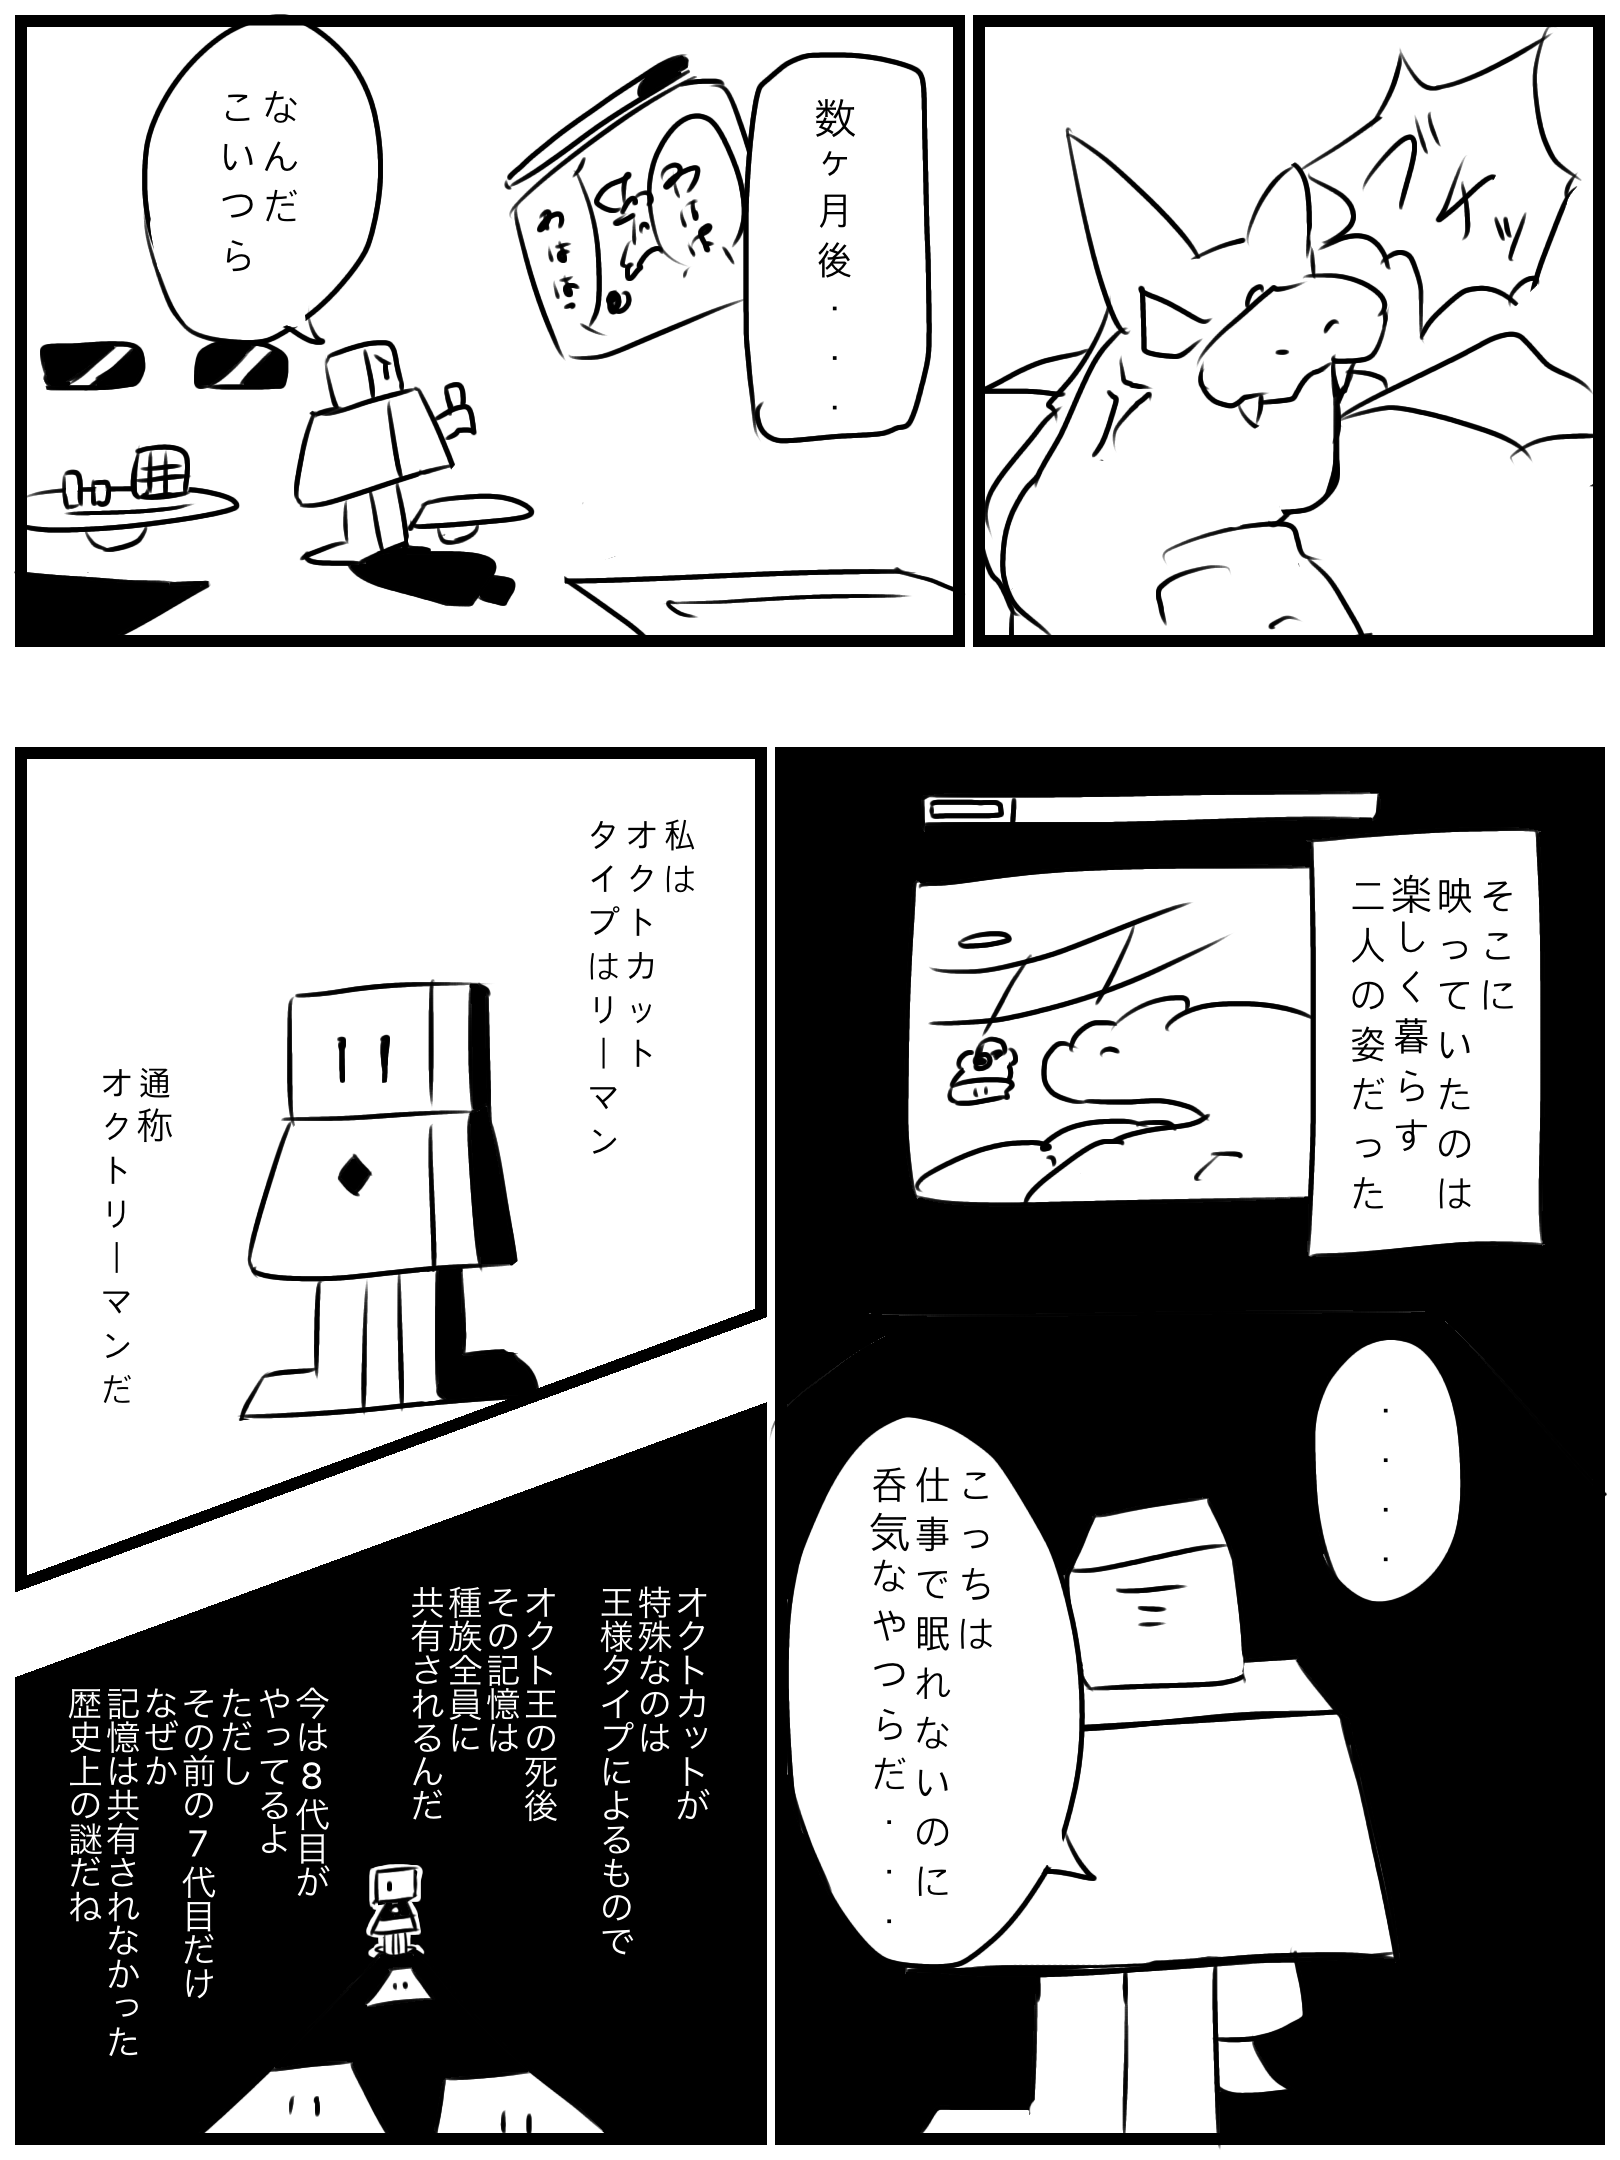 ブチッ
数
ヶ
月
後
.
.
.
わはは
わはは
なんだ
こいつら
そこに
映っていたのは
楽しく暮らす
二人の姿だった
....
こっちは
仕事で眠れないのに
呑気なやつらだ...
私は
オクトカット
タイプはリーマン
通称
オクトリーマンだ
オクトカットが
特殊なのは
王様タイプによるもので
オクト王の死後
その記憶は
種族全員に
共有されるんだ
今は8代目が
やってるよ
ただし
その前の7代目だけ
なぜか
記憶は共有されなかった
歴史上の謎だね